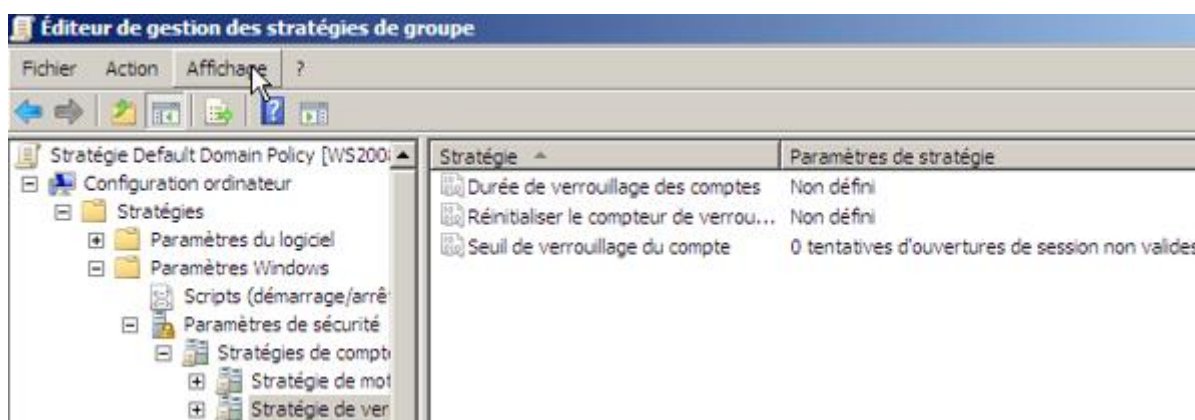 Éditeur de gestion des stratégies de groupe
Fichier Action Affichage ?
Stratégie Default Domain Policy [WS200
Configuration ordinateur
Stratégies
Paramètres du logiciel
Paramètres Windows
Scripts (démarrage/arrê
Paramètres de sécurité
Stratégies de compt
Stratégie de mot
Stratégie de ver
Stratégie Paramètres de stratégie
Durée de verrouillage des comptes Non défini
Réinitialiser le compteur de verrou... Non défini
Seuil de verrouillage du compte 0 tentatives d'ouvertures de session non valides